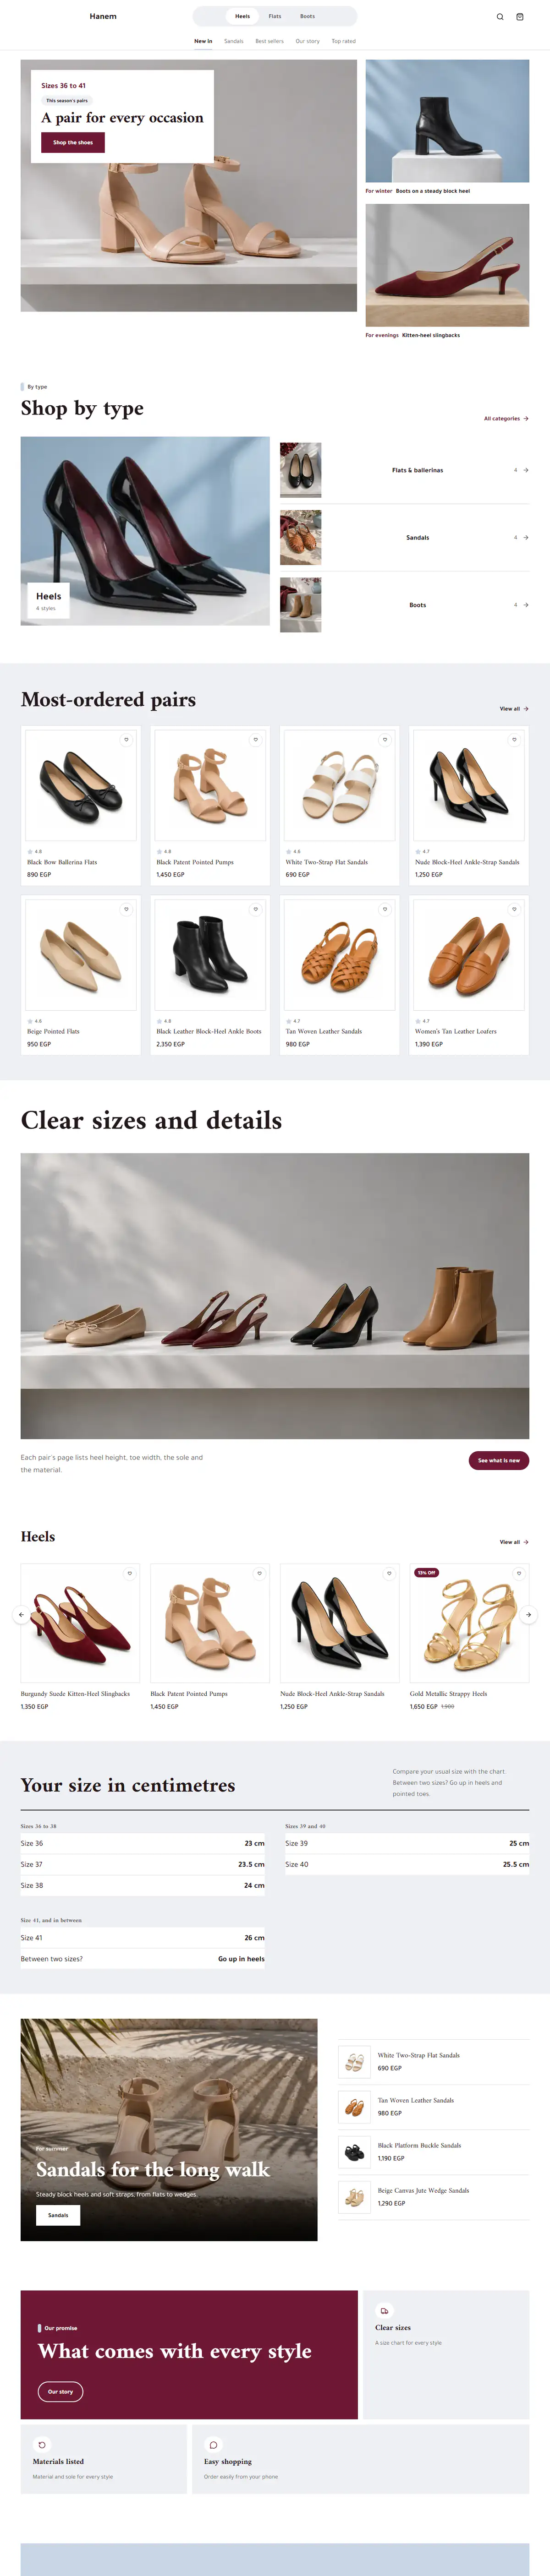 Hanem
Heels
Flats
Boots
New in
Sandals
Best sellers
Our story
Top rated
Sizes 36 to 41
This season's pairs
A pair for every occasion
Shop the shoes
For winter Boots on a steady block heel
For evenings Kitten-heel slingbacks
By type
Shop by type
All categories
Heels
4 styles
Flats & ballerinas
4
Sandals
4
Boots
4
Most-ordered pairs
View all
4.8
Black Bow Ballerina Flats
890 EGP
4.8
Black Patent Pointed Pumps
1,450 EGP
4.6
White Two-Strap Flat Sandals
690 EGP
4.7
Nude Block-Heel Ankle-Strap Sandals
1,250 EGP
4.6
Beige Pointed Flats
950 EGP
4.8
Black Leather Block-Heel Ankle Boots
2,350 EGP
4.7
Tan Woven Leather Sandals
980 EGP
4.7
Women's Tan Leather Loafers
1,390 EGP
Clear sizes and details
Each pair's page lists heel height, toe width, the sole and
the material.
See what is new
Heels
View all
Burgundy Suede Kitten-Heel Slingbacks
1,350 EGP
Black Patent Pointed Pumps
1,450 EGP
Nude Block-Heel Ankle-Strap Sandals
1,250 EGP
13% Off
Gold Metallic Strappy Heels
1,650 EGP 1,900
Your size in centimetres
Compare your usual size with the chart.
Between two sizes? Go up in heels and
pointed toes.
Sizes 36 to 38
Size 36 23 cm
Size 37 23.5 cm
Size 38 24 cm
Sizes 39 and 40
Size 39 25 cm
Size 40 25.5 cm
Size 41, and in between
Size 41 26 cm
Between two sizes? Go up in heels
For summer
Sandals for the long walk
Steady block heels and soft straps, from flats to wedges.
Sandals
White Two-Strap Flat Sandals
690 EGP
Tan Woven Leather Sandals
980 EGP
Black Platform Buckle Sandals
1,190 EGP
Beige Canvas Jute Wedge Sandals
1,290 EGP
Our promise
What comes with every style
Our story
Clear sizes
A size chart for every style
Materials listed
Material and sole for every style
Easy shopping
Order easily from your phone